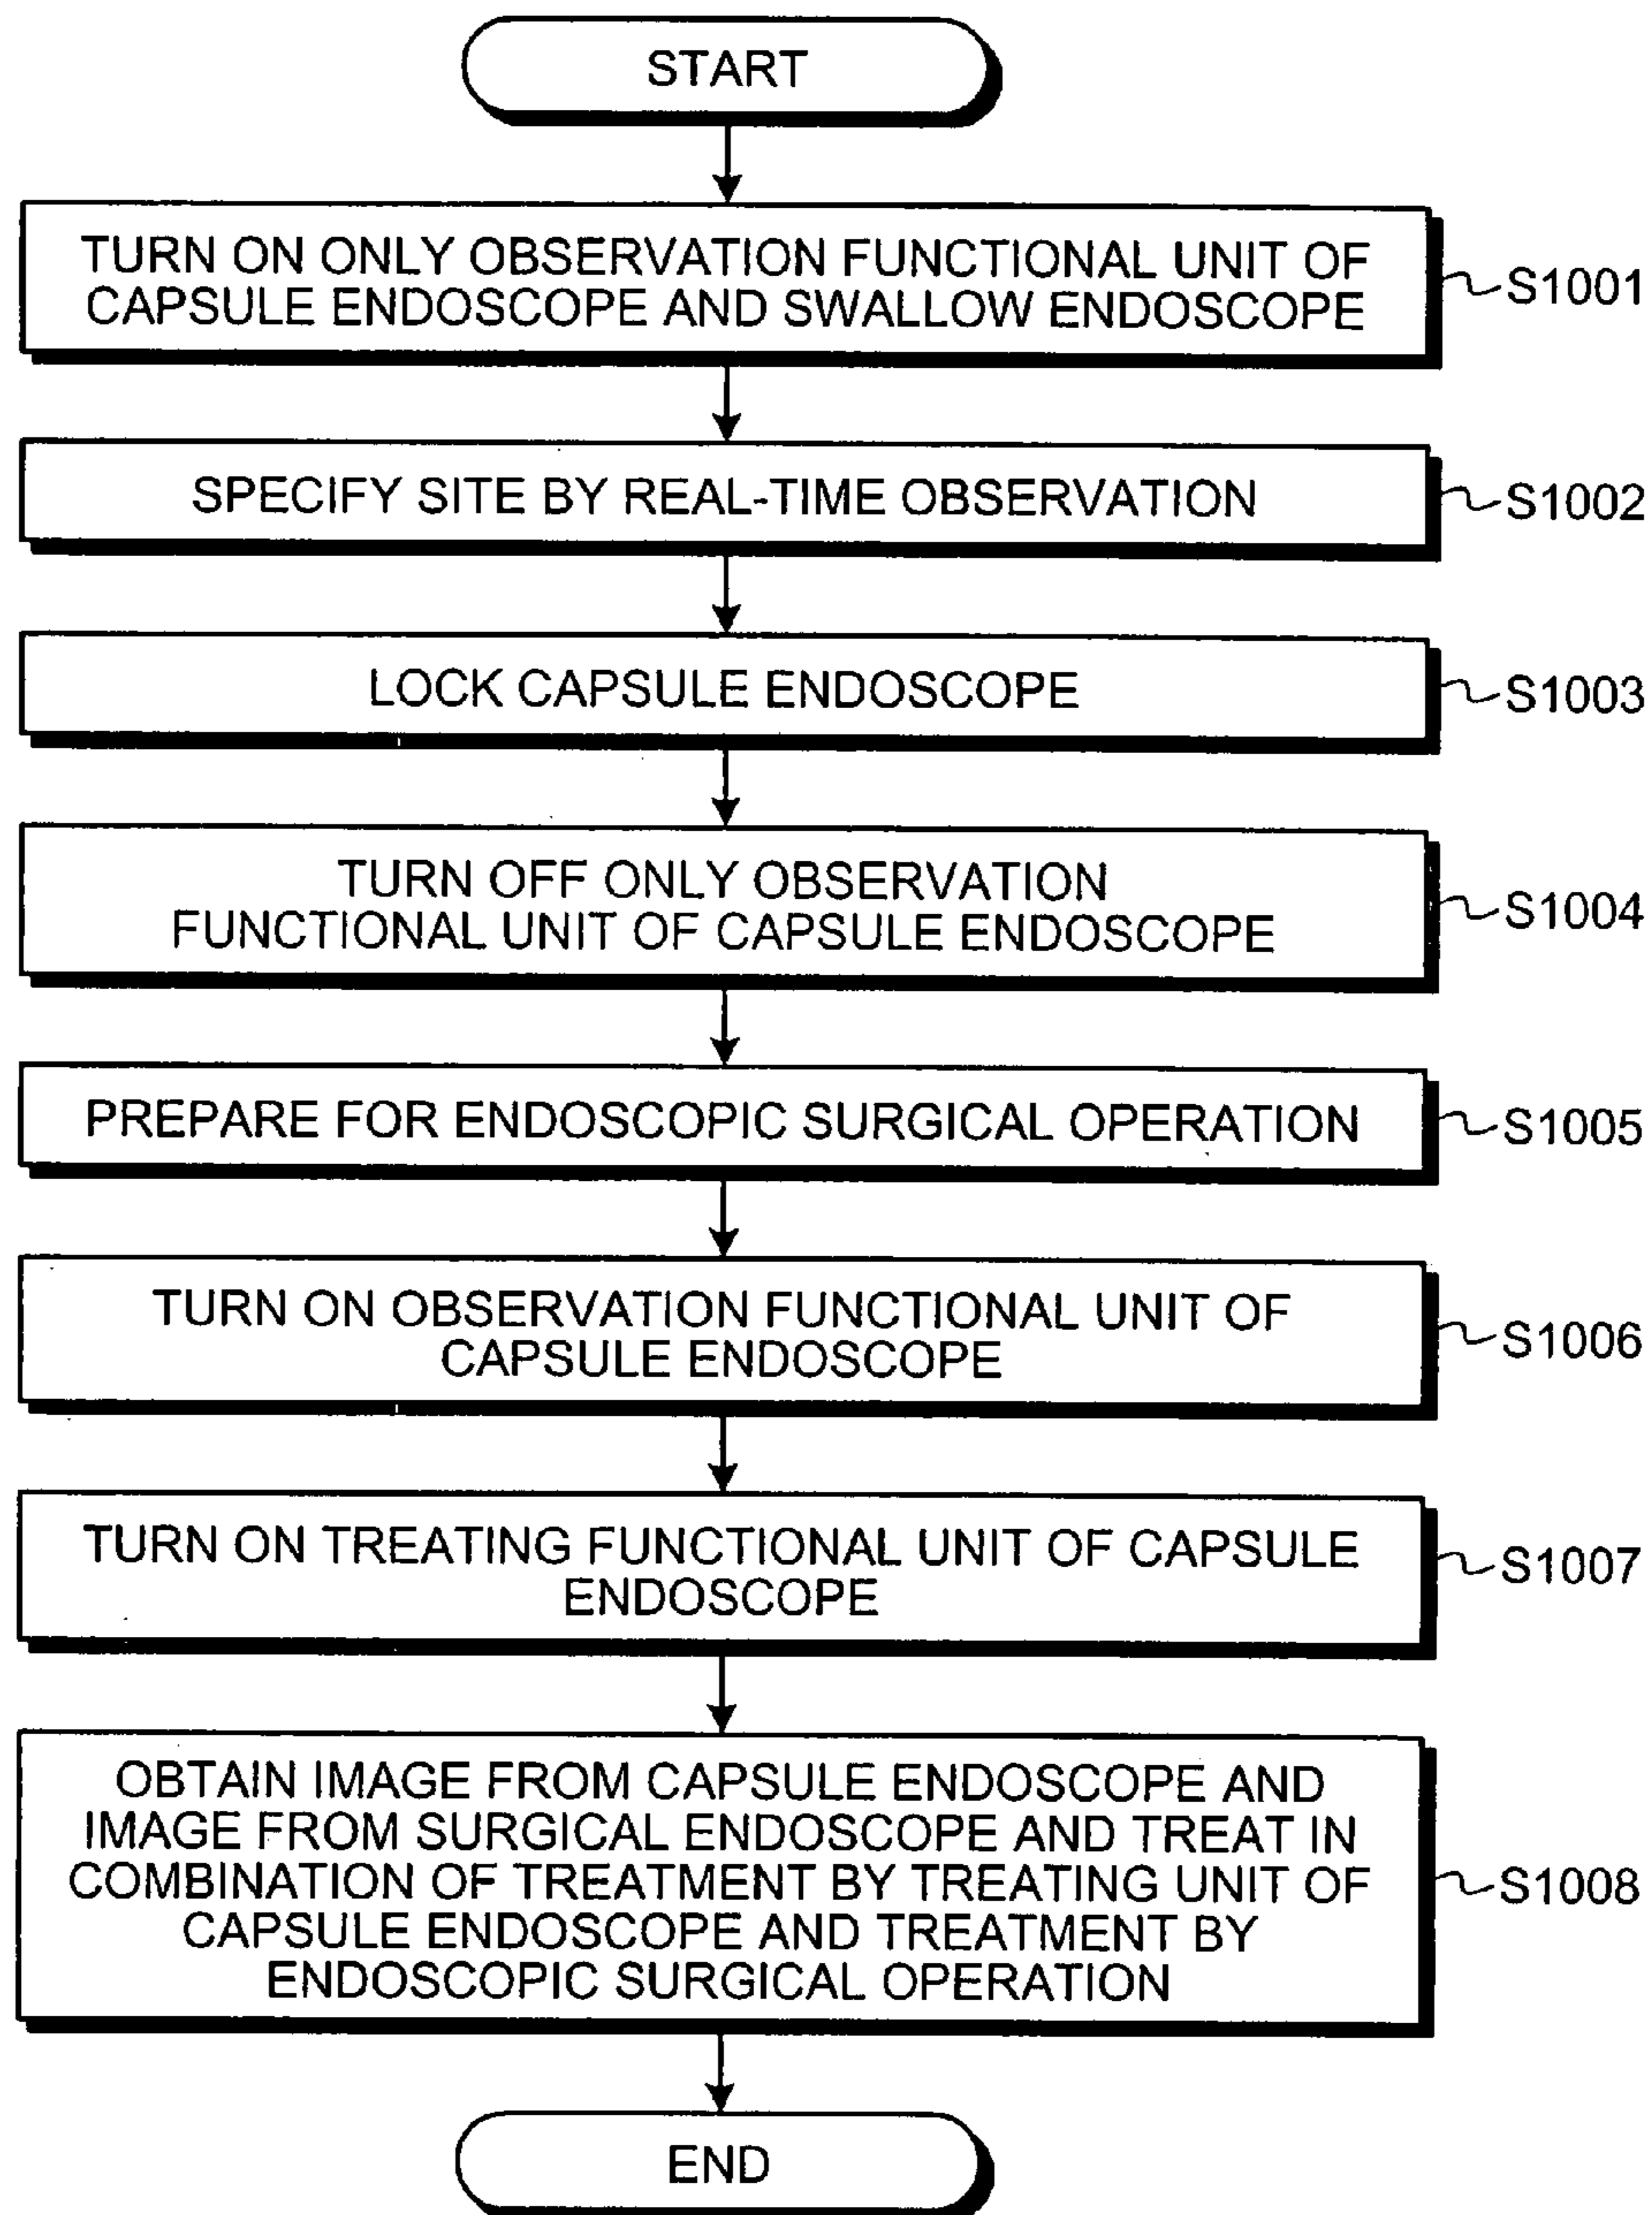 START
TURN ON ONLY OBSERVATION FUNCTIONAL UNIT OF
CAPSULE ENDOSCOPE AND SWALLOW ENDOSCOPE
S1001
SPECIFY SITE BY REAL-TIME OBSERVATION
S1002
LOCK CAPSULE ENDOSCOPE
S1003
TURN OFF ONLY OBSERVATION
FUNCTIONAL UNIT OF CAPSULE ENDOSCOPE
S1004
PREPARE FOR ENDOSCOPIC SURGICAL OPERATION
S1005
TURN ON OBSERVATION FUNCTIONAL UNIT OF
CAPSULE ENDOSCOPE
S1006
TURN ON TREATING FUNCTIONAL UNIT OF CAPSULE
ENDOSCOPE
S1007
OBTAIN IMAGE FROM CAPSULE ENDOSCOPE AND
IMAGE FROM SURGICAL ENDOSCOPE AND TREAT IN
COMBINATION OF TREATMENT BY TREATING UNIT OF
CAPSULE ENDOSCOPE AND TREATMENT BY
ENDOSCOPIC SURGICAL OPERATION
S1008
END